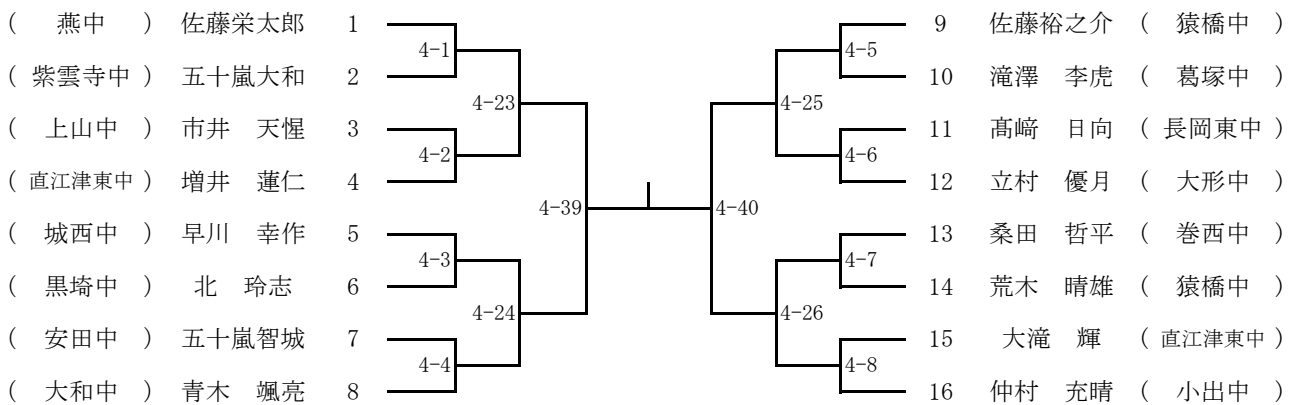 ( 燕中 ) 佐藤栄太郎 1
4-1
( 紫雲寺中 ) 五十嵐大和 2
4-23
( 上山中 ) 市井 天惺 3
4-2
( 直江津東中 ) 増井 蓮仁 4
4-39
( 城西中 ) 早川 幸作 5
4-3
( 黒埼中 ) 北 玲志 6
4-24
( 安田中 ) 五十嵐智城 7
4-4
( 大和中 ) 青木 颯亮 8
9 佐藤裕之介 ( 猿橋中 )
4-5
10 滝澤 李虎 ( 葛塚中 )
4-25
11 髙﨑 日向 ( 長岡東中 )
4-6
12 立村 優月 ( 大形中 )
4-40
13 桑田 哲平 ( 巻西中 )
4-7
14 荒木 晴雄 ( 猿橋中 )
4-26
15 大滝 輝 ( 直江津東中 )
4-8
16 仲村 充晴 ( 小出中 )